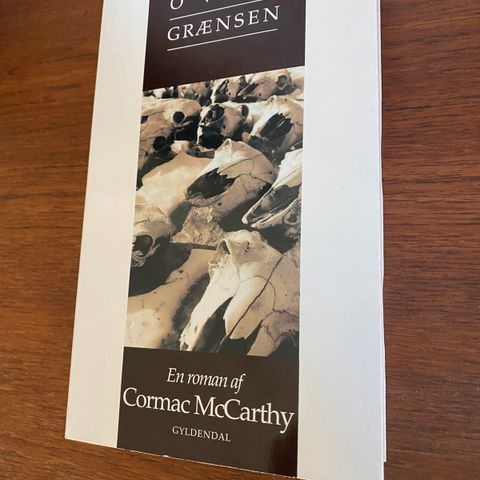 GRÆNSEN
En roman af
Cormac McCarthy
GYLDENDAL